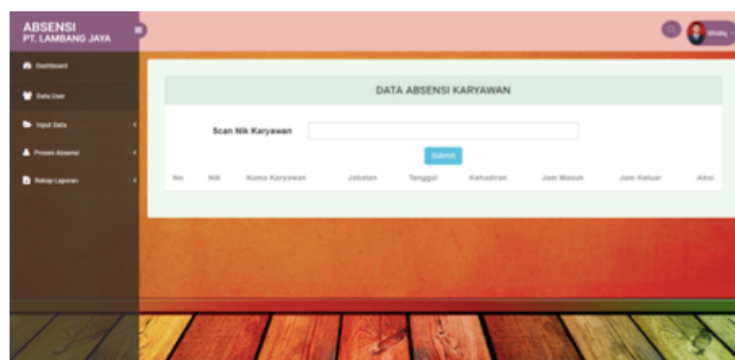 ABSENSI
PT. LAMBANG JAYA
Dashboard
Data User
Input Data
Proses Absensi
Rekap Laporan
DATA ABSENSI KARYAWAN
Scan Nik Karyawan
Submit
No Nik Nama Karyawan Jabatan Tanggal Kehadiran Jam Masuk Jam Keluar Aksi